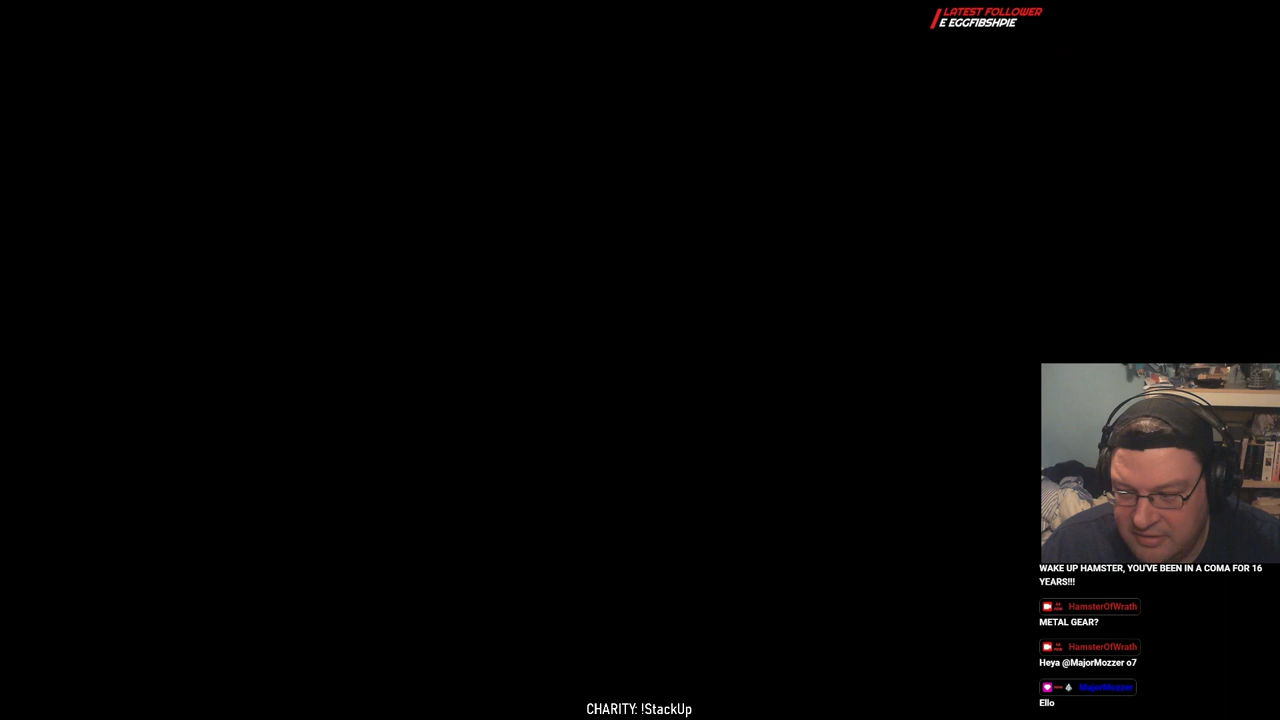 LATEST FOLLOWER
E EGGFIBSHPIE
WAKE UP HAMSTER, YOU'VE BEEN IN A COMA FOR 16
YEARS!!!
HamsterOfWrath
METAL GEAR?
HamsterOfWrath
Heya @MajorMozzer o7
MajorMozzer
Ello
CHARITY: !StackUp